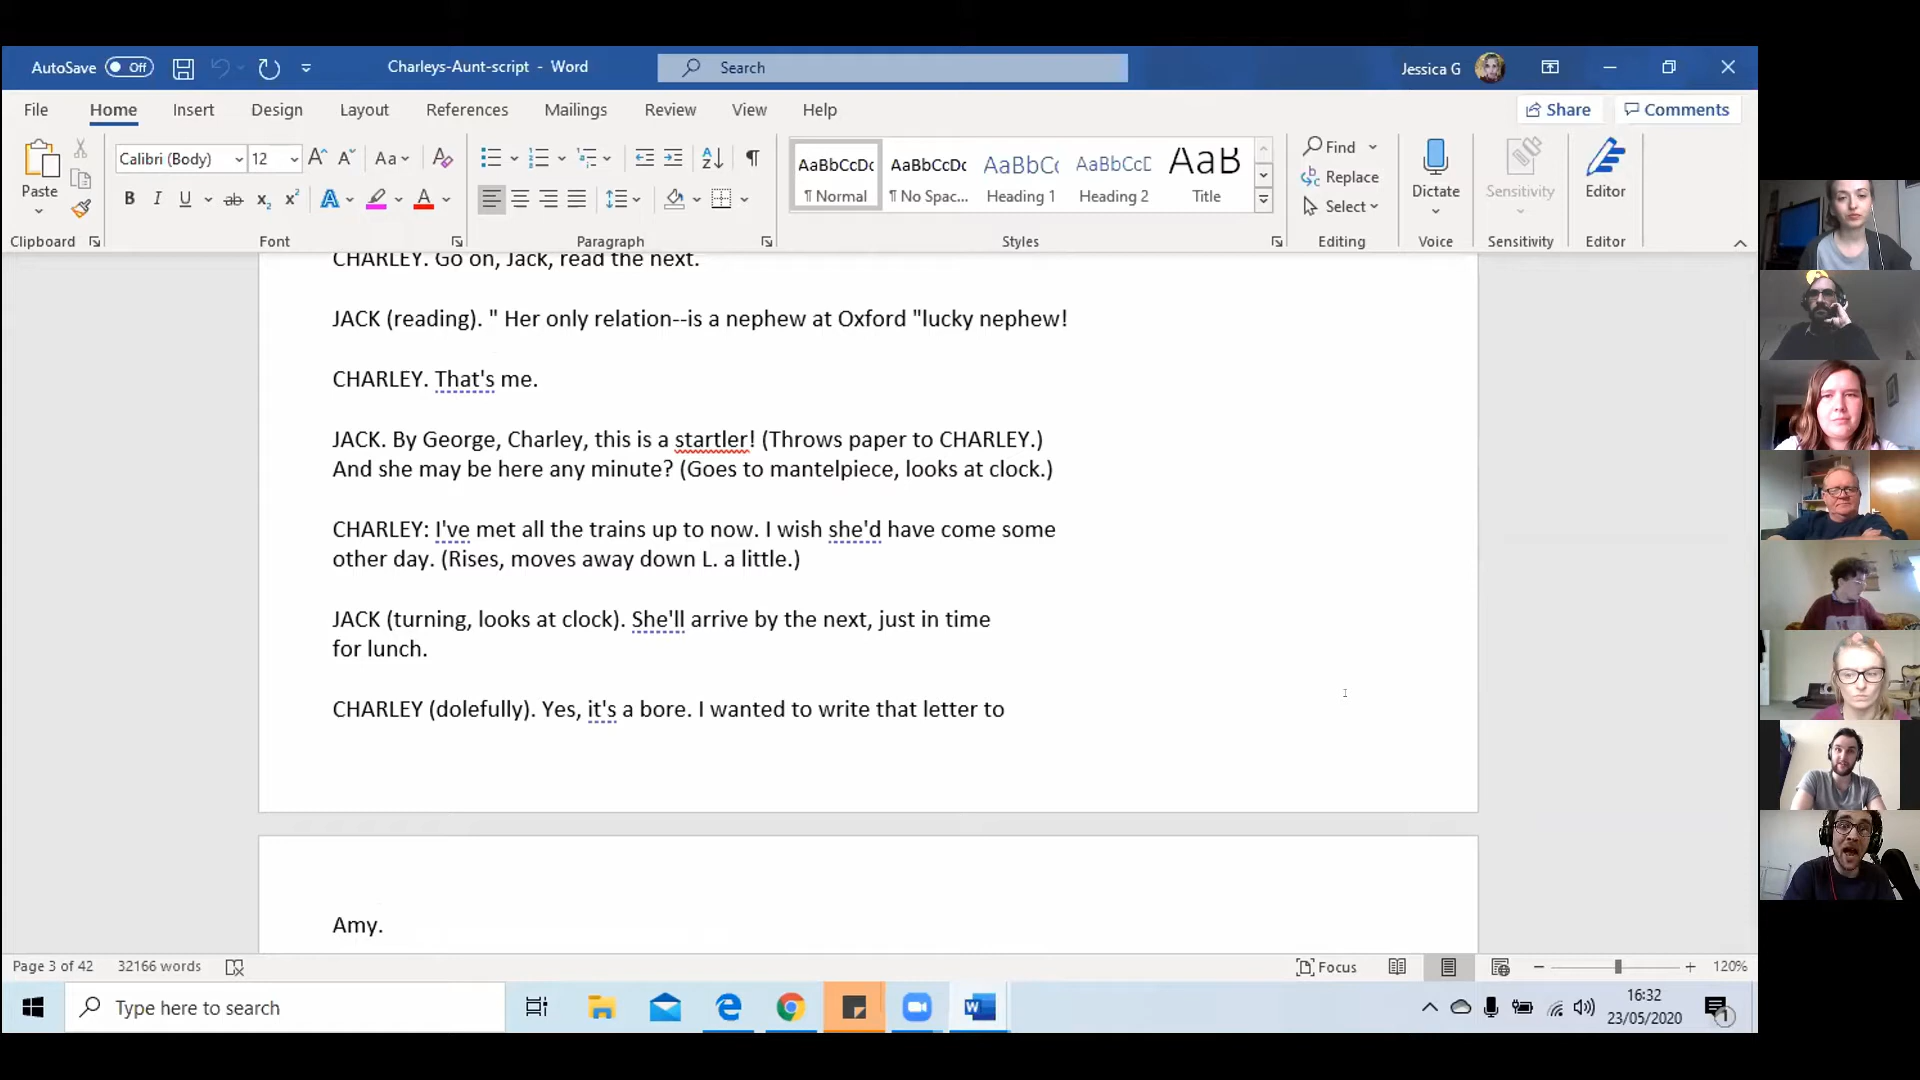 AutoSave Off Charleys-Aunt-script - Word Search Jessica G
File Home Insert Design Layout References Mailings Review View Help Share Comments
Paste Calibri (Body) 12 Aa AaBbCcDc AaBbCcDc AaBbCc AaBbCcD AaB Find Replace Select Dictate Sensitivity Editor
¶ Normal ¶ No Spac... Heading 1 Heading 2 Title
Clipboard Font Paragraph Styles Editing Voice Sensitivity Editor
CHARLEY. Go on, Jack, read the next.
JACK (reading). " Her only relation--is a nephew at Oxford "lucky nephew!
CHARLEY. That's me.
JACK. By George, Charley, this is a startler! (Throws paper to CHARLEY.)
And she may be here any minute? (Goes to mantelpiece, looks at clock.)
CHARLEY: I've met all the trains up to now. I wish she'd have come some
other day. (Rises, moves away down L. a little.)
JACK (turning, looks at clock). She'll arrive by the next, just in time
for lunch.
CHARLEY (dolefully). Yes, it's a bore. I wanted to write that letter to
Amy.
Page 3 of 42 32166 words Focus 120%
Type here to search 16:32
23/05/2020